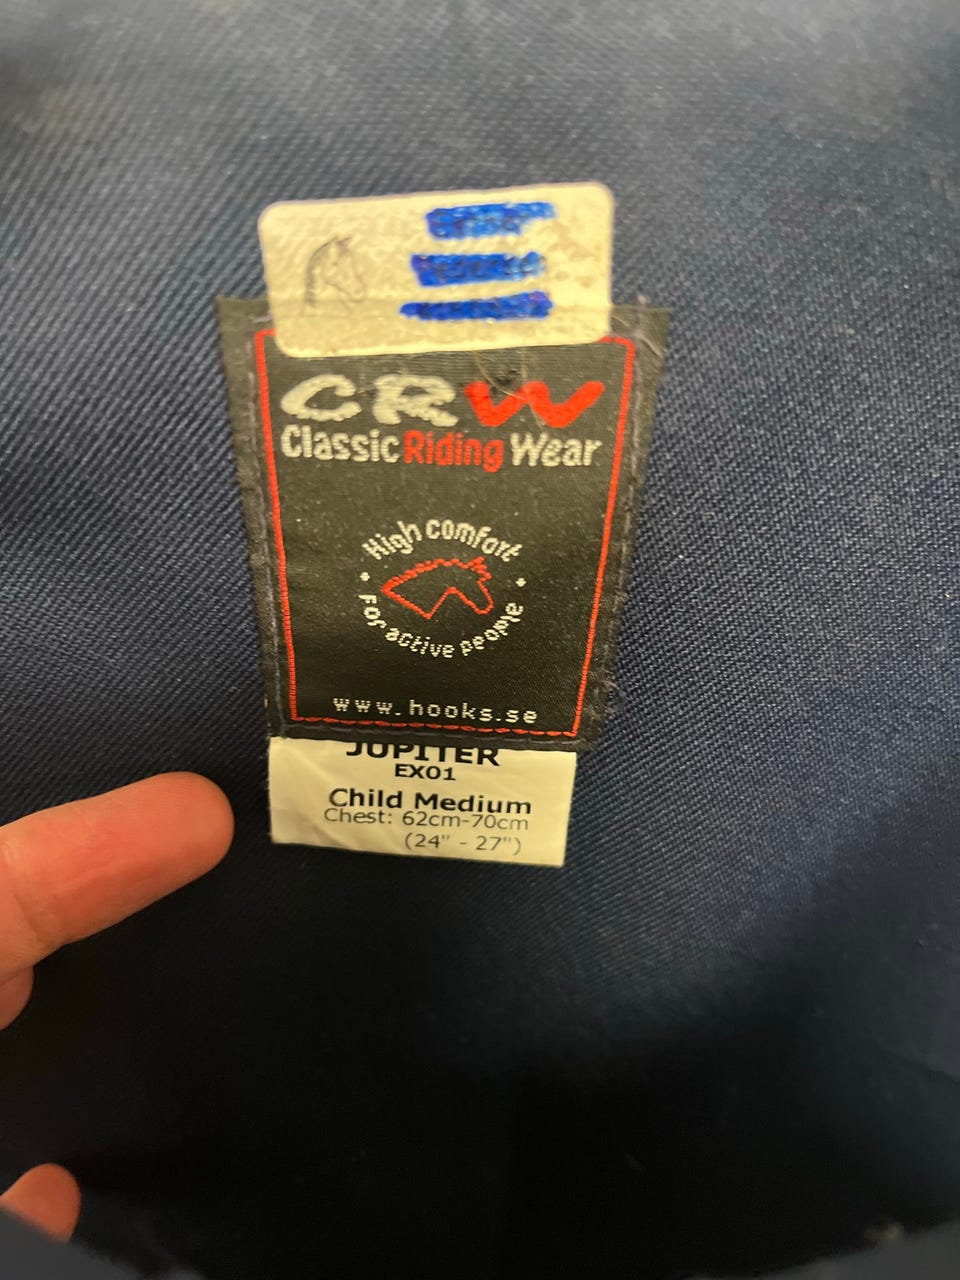 CRW
Classic Riding Wear
High comfort
For active people
www.hooks.se
JUPITER
EX01
Child Medium
Chest: 62cm-70cm
(24" - 27")